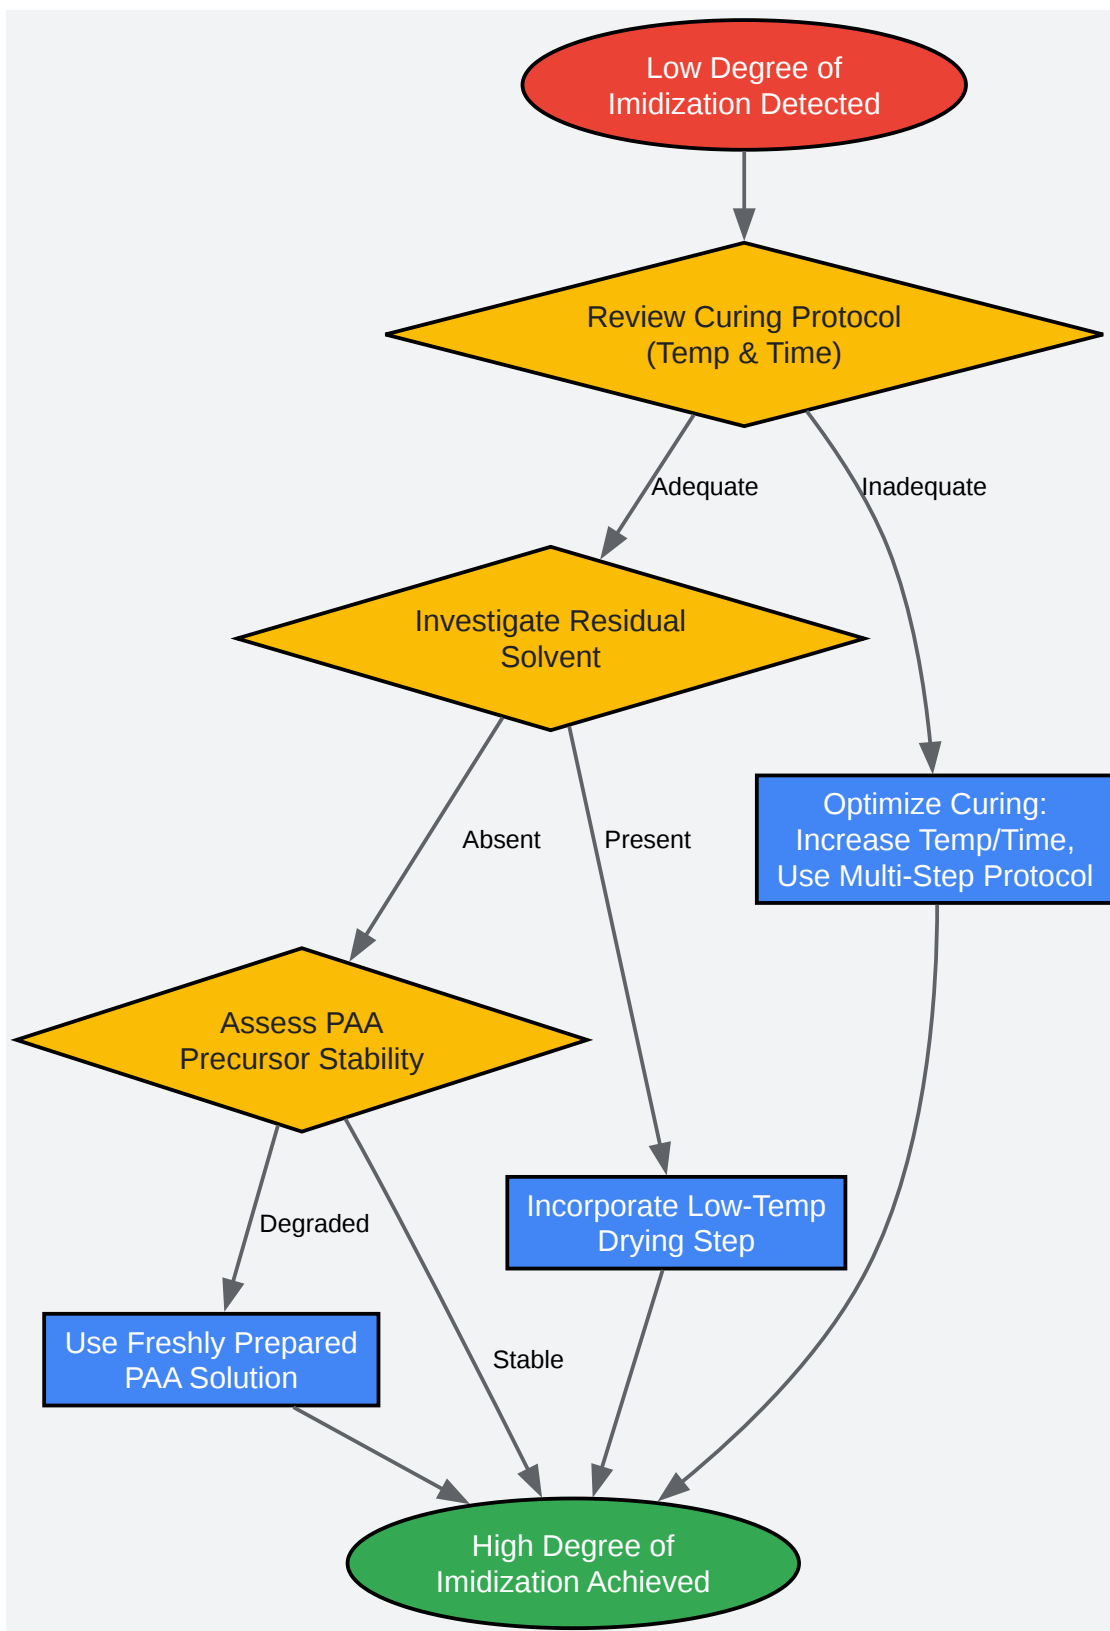 Low Degree of
Imidization Detected
Review Curing Protocol
(Temp & Time)
Adequate
Inadequate
Investigate Residual
Solvent
Optimize Curing:
Increase Temp/Time,
Use Multi-Step Protocol
Absent
Present
Assess PAA
Precursor Stability
Incorporate Low-Temp
Drying Step
Degraded
Use Freshly Prepared
PAA Solution
Stable
High Degree of
Imidization Achieved